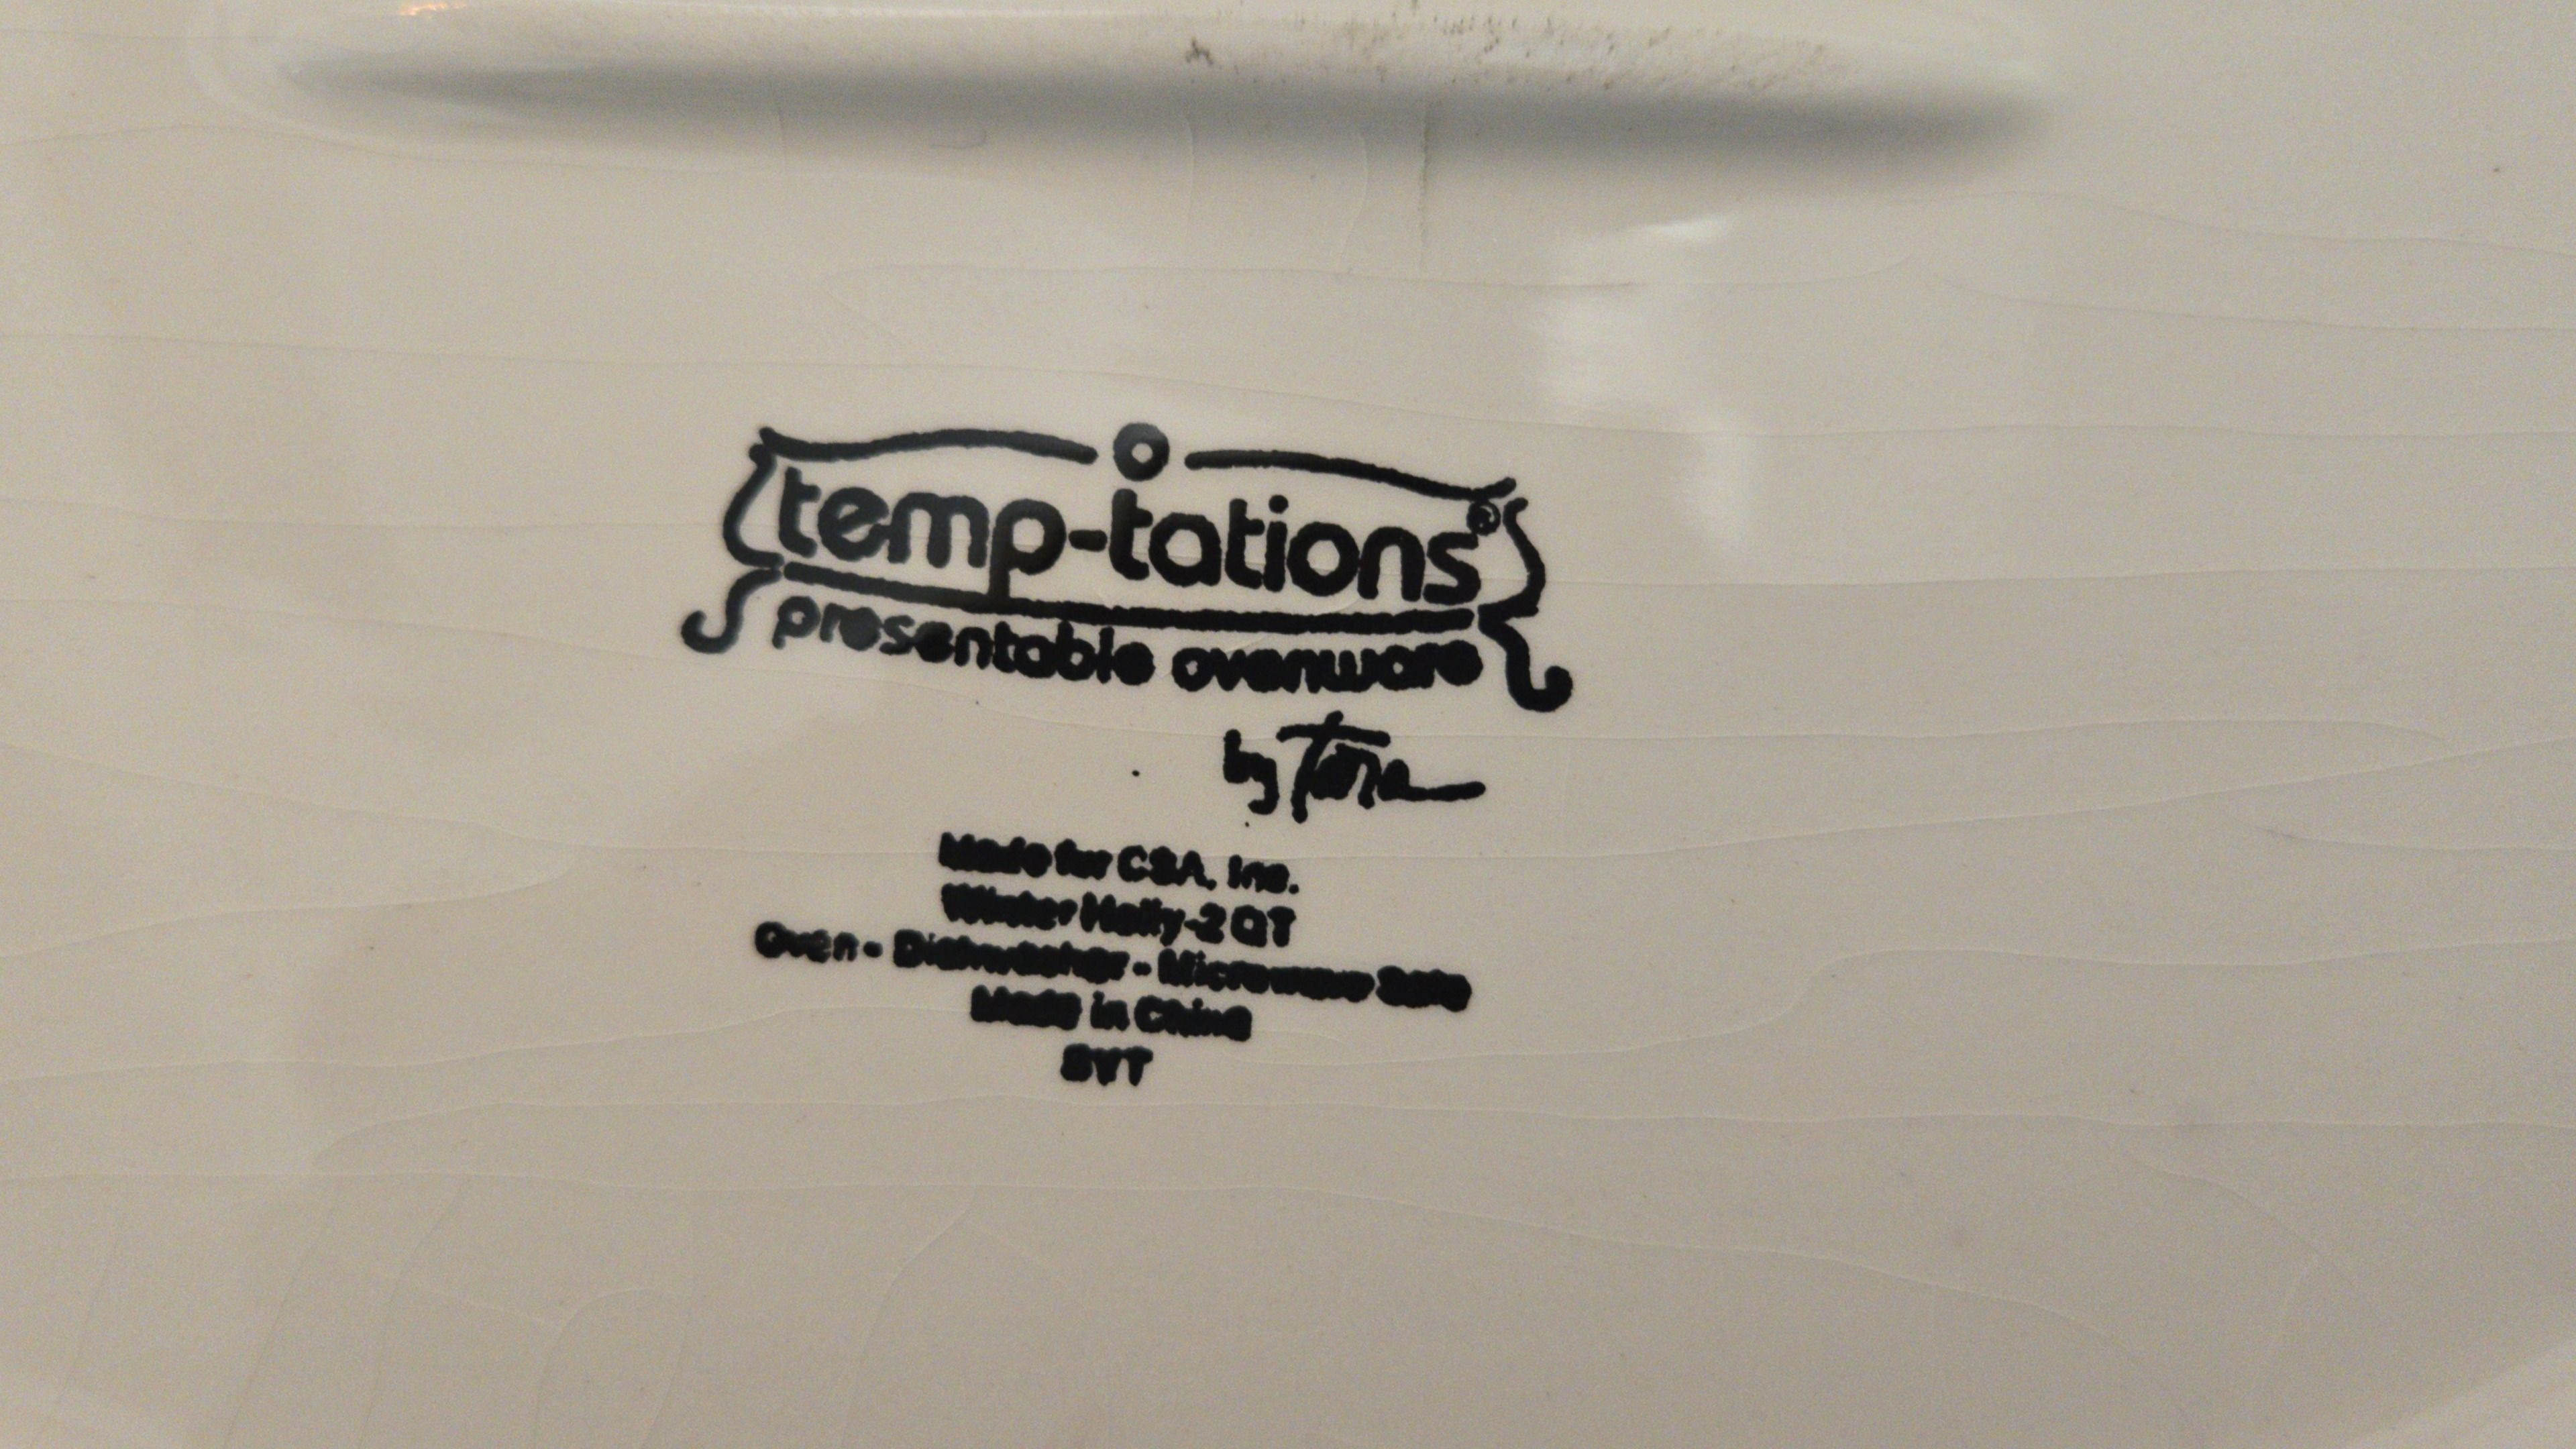 temp-tations®
presentable ovenware
by Tara
Made for CSA, Inc.
Winter Holly-2 QT
Oven - Dishwasher - Microwave Safe
Made in China
SVT